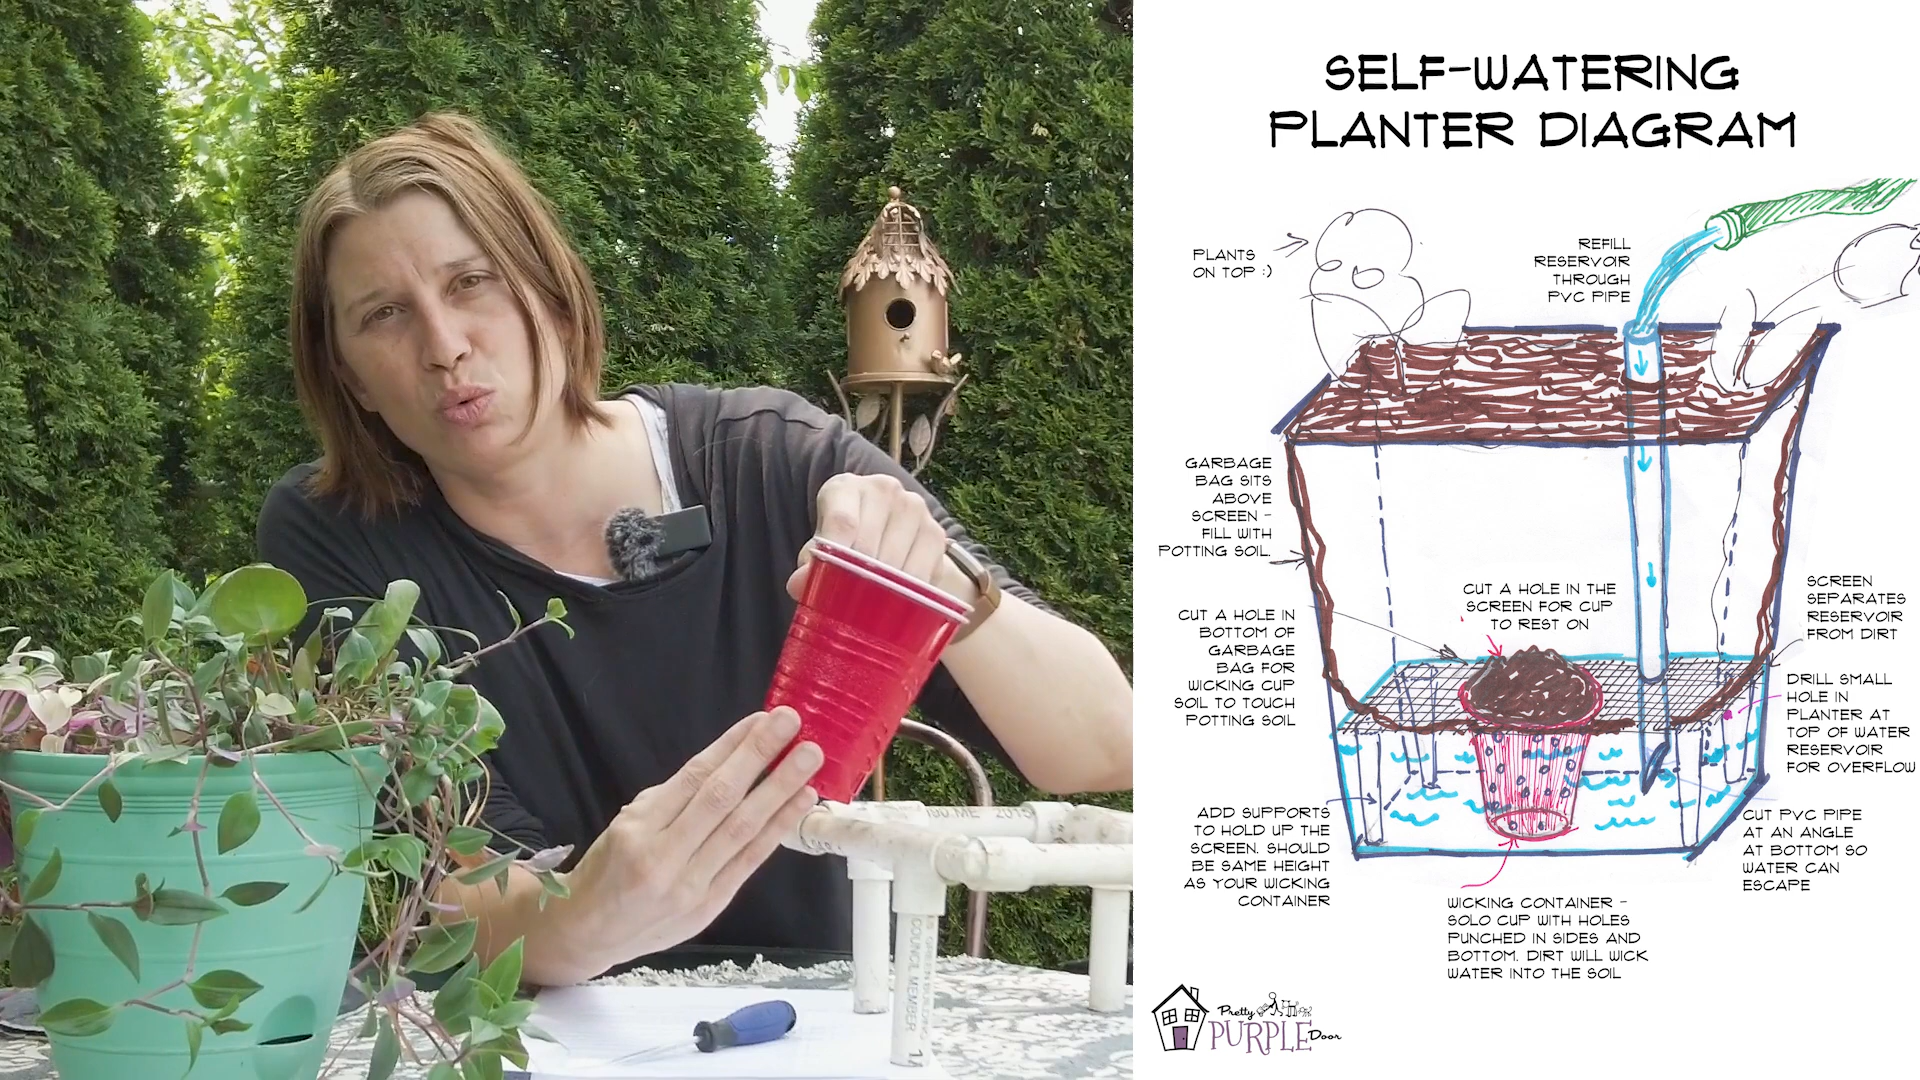 SELF-WATERING
PLANTER DIAGRAM
PLANTS
ON TOP :)
REFILL
RESERVOIR
THROUGH
PVC PIPE
GARBAGE
BAG SITS
ABOVE
SCREEN -
FILL WITH
POTTING SOIL.
CUT A HOLE IN THE
SCREEN FOR CUP
TO REST ON
SCREEN
SEPARATES
RESERVOIR
FROM DIRT
CUT A HOLE IN
BOTTOM OF
GARBAGE
BAG FOR
WICKING CUP
SOIL TO TOUCH
POTTING SOIL
DRILL SMALL
HOLE IN
PLANTER AT
TOP OF WATER
RESERVOIR
FOR OVERFLOW
ADD SUPPORTS
TO HOLD UP THE
SCREEN. SHOULD
BE SAME HEIGHT
AS YOUR WICKING
CONTAINER
CUT PVC PIPE
AT AN ANGLE
AT BOTTOM SO
WATER CAN
ESCAPE
WICKING CONTAINER -
SOLO CUP WITH HOLES
PUNCHED IN SIDES AND
BOTTOM. DIRT WILL WICK
WATER INTO THE SOIL
Pretty
PURPLE Door
COUNCIL MEMBER